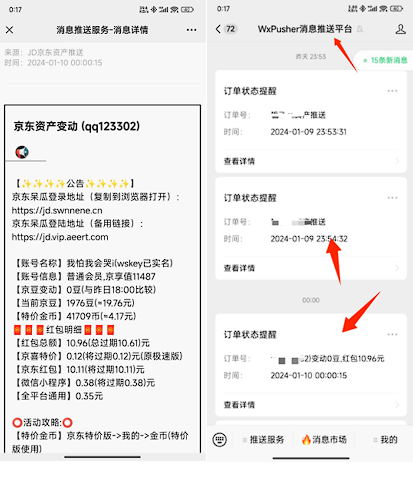 0:17
消息推送服务-消息详情
来源：JD京东资产推送
时间：2024-01-10 00:00:15
京东资产变动 (qq123302)
【✨✨✨✨公告✨✨✨✨】
京东呆瓜登录地址（复制到浏览器打开）：
https://jd.swnnene.cn
京东呆瓜登陆地址（备用链接）：
https://jd.vip.aeert.com
【账号名称】我怕我会哭i(wskey已实名)
【账号信息】普通会员,京享值11487
【京豆变动】0豆(与昨日18:00比较)
【当前京豆】1976豆(≈19.76元)
【特价金币】41709币(≈4.17元)
🧧🧧🧧红包明细🧧🧧🧧
【红包总额】10.96(总过期10.61)元
【京喜特价】0.12(将过期0.12)元(原极速版)
【京东红包】10.11(将过期10.11)元
【微信小程序】0.38(将过期0.38)元
【全平台通用】0.35元
⭕活动攻略:⭕
【特价金币】京东特价版->我的->金币(特价
版使用)
0:17
72
WxPusher消息推送平台
昨天 23:53
15条新消息
订单状态提醒
订单号：
产推送
时间：
2024-01-09 23:53:31
查看详情
订单状态提醒
订单号：
推送
时间：
2024-01-09 23:54:32
查看详情
00:00
订单状态提醒
订单号：
2)变动0豆,红包10.96元
时间：
2024-01-10 00:00:15
查看详情
推送服务
🔥消息市场
我的